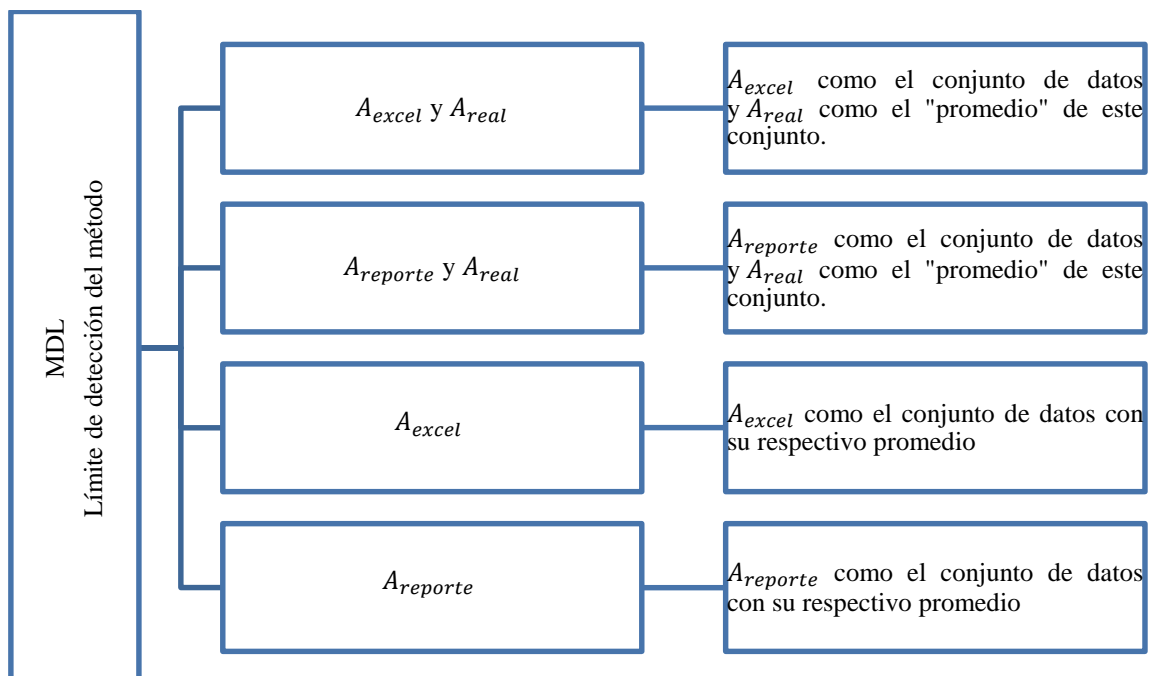 MDL
Límite de detección del método
A_excel y A_real
A_excel como el conjunto de datos
y A_real como el "promedio" de este
conjunto.
A_reporte y A_real
A_reporte como el conjunto de datos
y A_real como el "promedio" de este
conjunto.
A_excel
A_excel como el conjunto de datos con
su respectivo promedio
A_reporte
A_reporte como el conjunto de datos
con su respectivo promedio